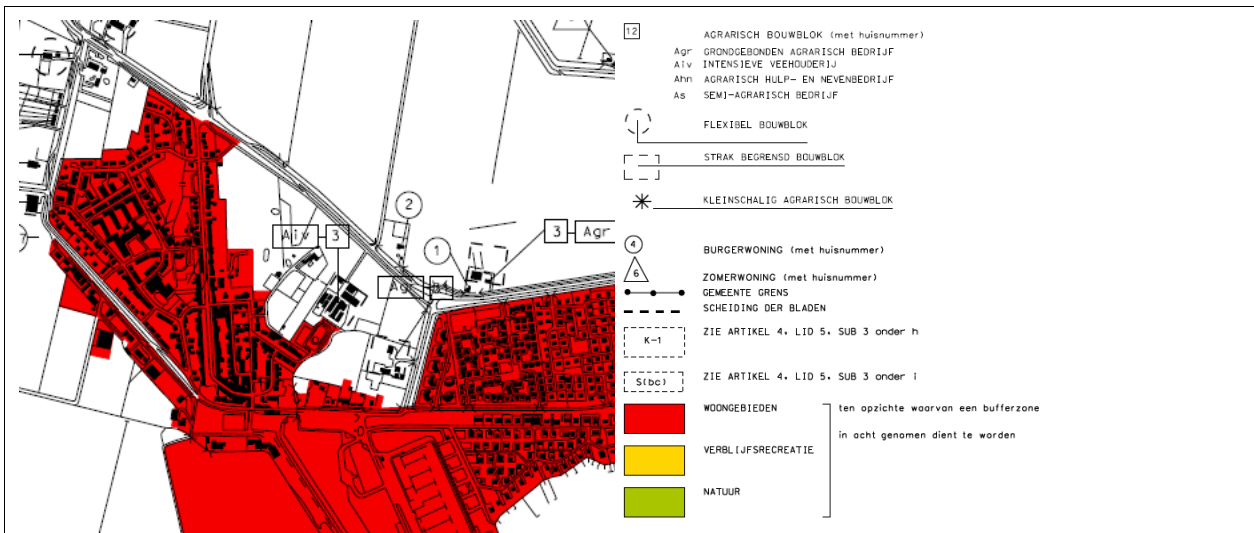 2
1
3 Agr
Aiv 3
12 AGRARISCH BOUWBLOK (met huisnummer)
Agr GRONDGEBONDEN AGRARISCH BEDRIJF
Aiv INTENSIEVE VEEHOUDERIJ
Ahn AGRARISCH HULP- EN NEVENBEDRIJF
As SEMI-AGRARISCH BEDRIJF
FLEXIBEL BOUWBLOK
STRAK BEGRENSD BOUWBLOK
KLEINSCHALIG AGRARISCH BOUWBLOK
4 BURGERWONING (met huisnummer)
6 ZOMERWONING (met huisnummer)
GEMEENTE GRENS
SCHEIDING DER BLADEN
K-1 ZIE ARTIKEL 4. LID 5. SUB 3 onder h
S(bc) ZIE ARTIKEL 4. LID 5. SUB 3 onder i
WOONGEBIEDEN ten opzichte waarvan een bufferzone
in acht genomen dient te worden
VERBLIJFSRECREATIE
NATUUR